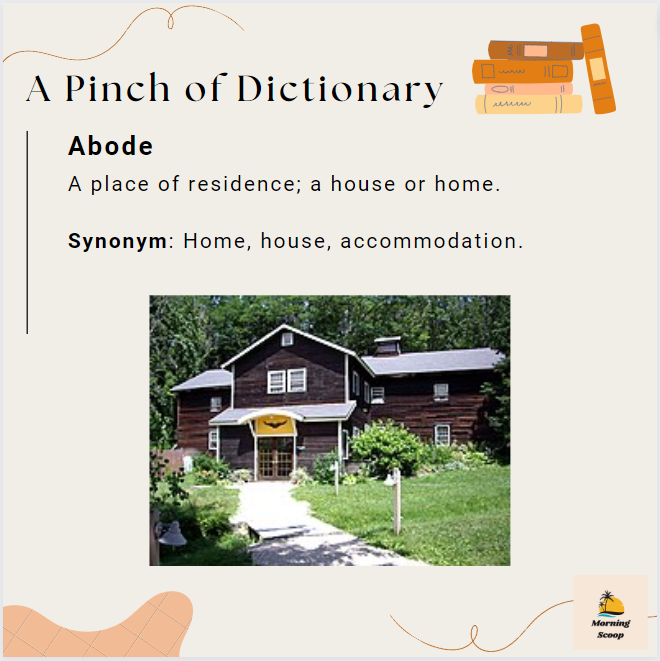 A Pinch of Dictionary
Abode
A place of residence; a house or home.
Synonym: Home, house, accommodation.
Morning
Scoop